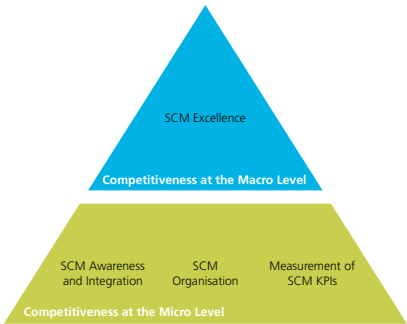 SCM Excellence
Competitiveness at the Macro Level
SCM Awareness
and Integration
SCM
Organisation
Measurement of
SCM KPIs
Competitiveness at the Micro Level